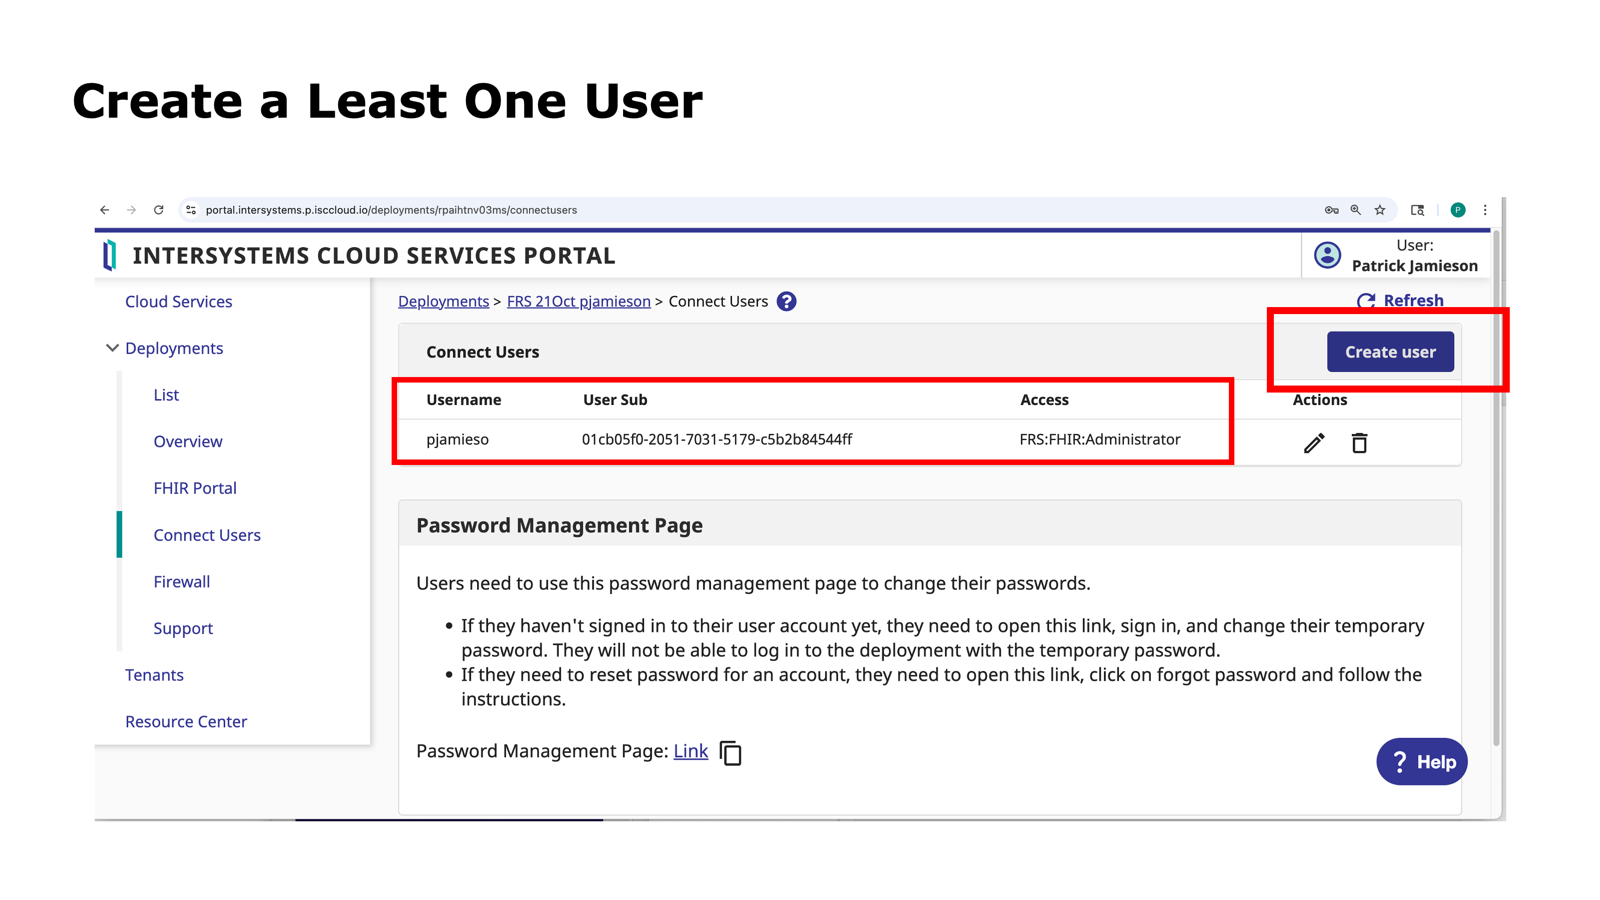 Create a Least One User
portal.intersystems.p.isccloud.io/deployments/rpaihtnv03ms/connectusers
P
INTERSYSTEMS CLOUD SERVICES PORTAL
User:
Patrick Jamieson
Cloud Services
Deployments
List
Overview
FHIR Portal
Connect Users
Firewall
Support
Tenants
Resource Center
Deployments > FRS 21Oct pjamieson > Connect Users ?
Refresh
Connect Users
Create user
Username User Sub Access Actions
pjamieso 01cb05f0-2051-7031-5179-c5b2b84544ff FRS:FHIR:Administrator
Password Management Page
Users need to use this password management page to change their passwords.
• If they haven't signed in to their user account yet, they need to open this link, sign in, and change their temporary
password. They will not be able to log in to the deployment with the temporary password.
• If they need to reset password for an account, they need to open this link, click on forgot password and follow the
instructions.
Password Management Page: Link
? Help